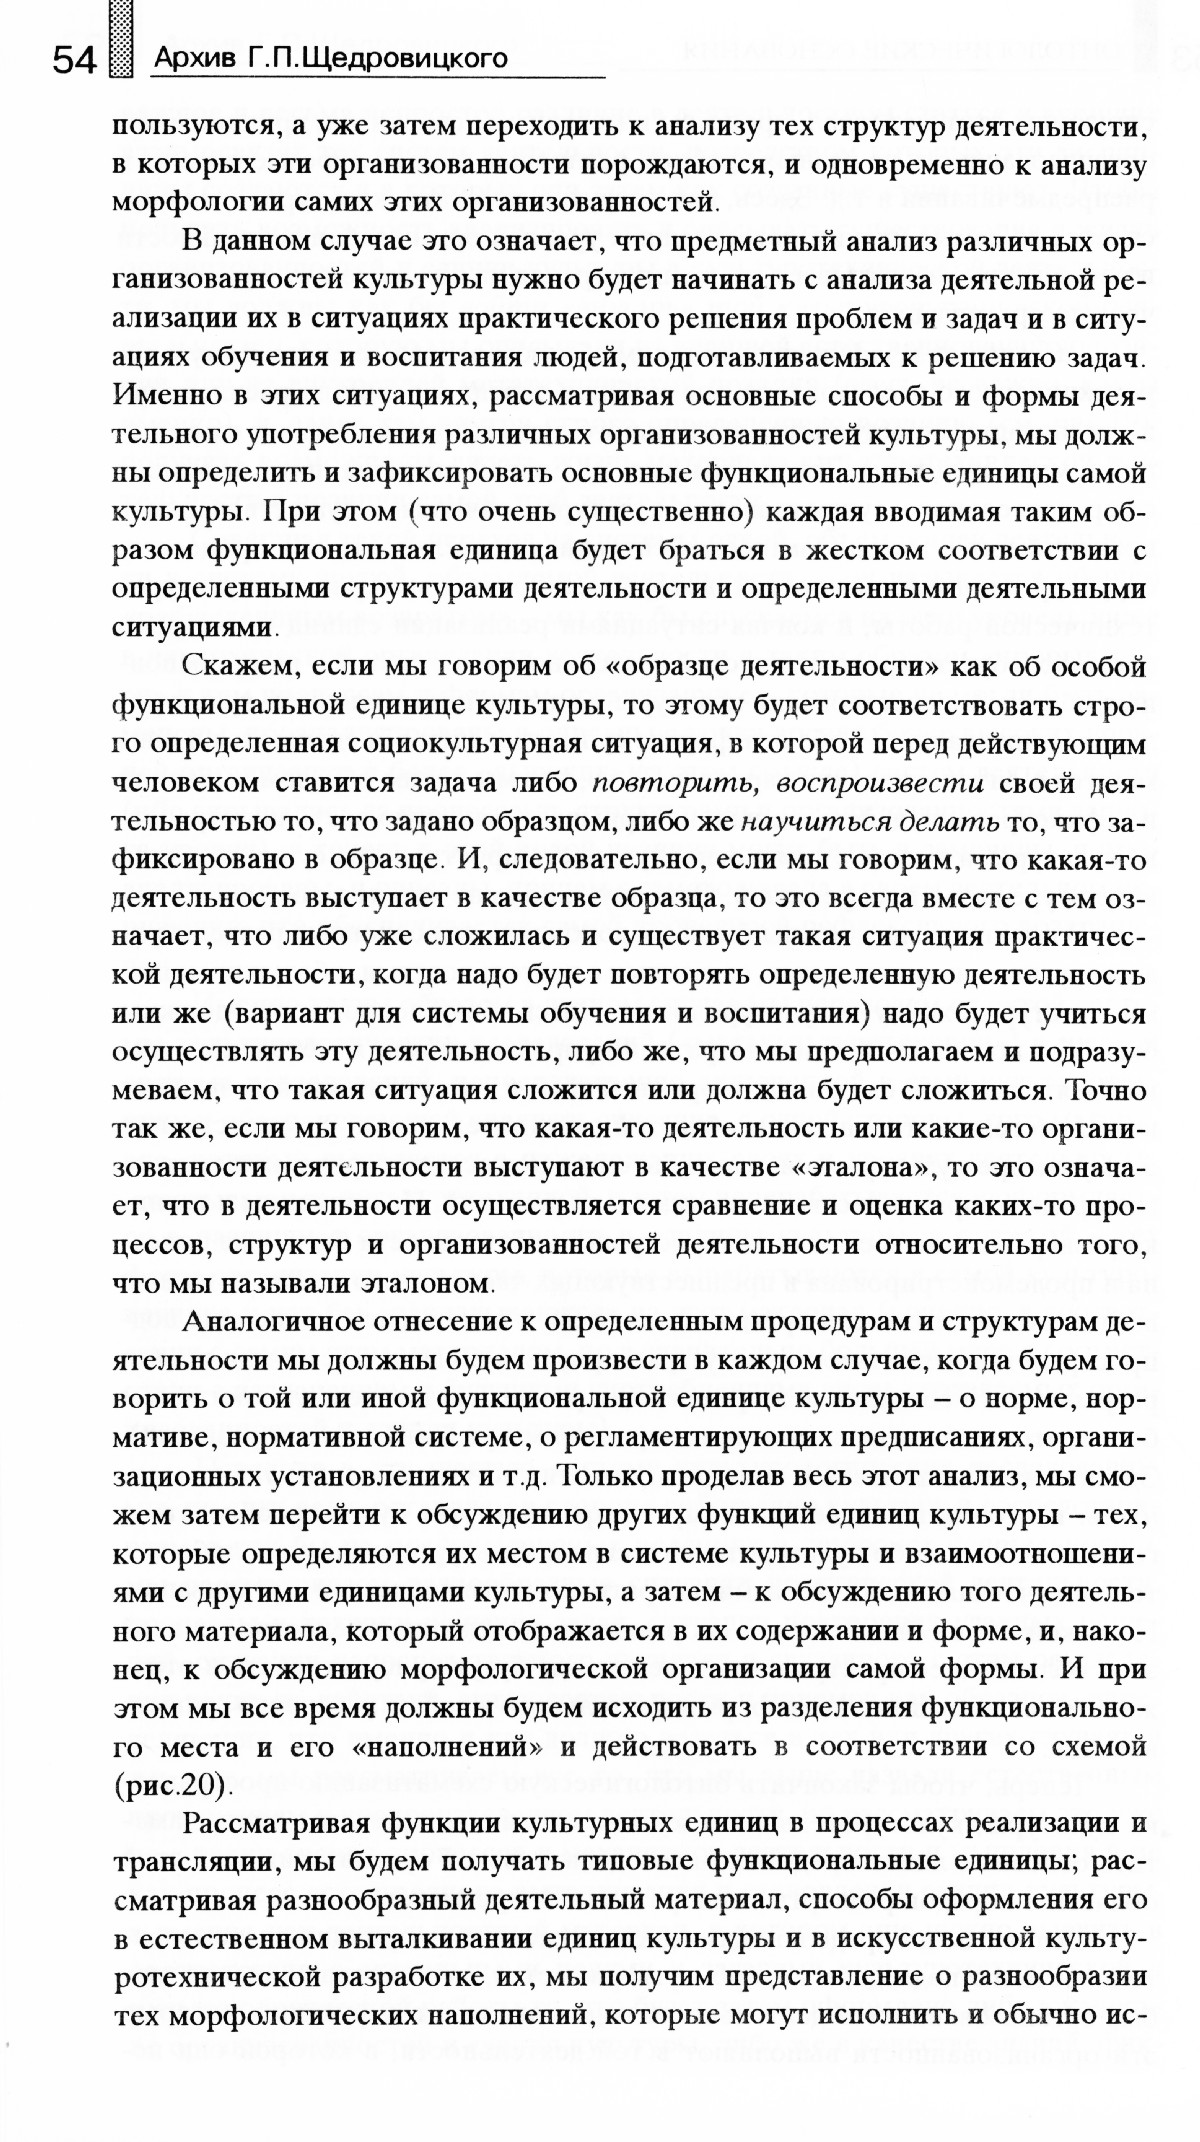 54 Архив Г.П.Щедровицкого
пользуются, а уже затем переходить к анализу тех структур деятельности,
в которых эти организованности порождаются, и одновременно к анализу
морфологии самих этих организованностей.
В данном случае это означает, что предметный анализ различных ор-
ганизованностей культуры нужно будет начинать с анализа деятельной ре-
ализации их в ситуациях практического решения проблем и задач и в ситу-
ациях обучения и воспитания людей, подготавливаемых к решению задач.
Именно в этих ситуациях, рассматривая основные способы и формы дея-
тельного употребления различных организованностей культуры, мы долж-
ны определить и зафиксировать основные функциональные единицы самой
культуры. При этом (что очень существенно) каждая вводимая таким об-
разом функциональная единица будет браться в жестком соответствии с
определенными структурами деятельности и определенными деятельными
ситуациями.
Скажем, если мы говорим об «образце деятельности» как об особой
функциональной единице культуры, то этому будет соответствовать стро-
го определенная социокультурная ситуация, в которой перед действующим
человеком ставится задача либо повторить, воспроизвести своей дея-
тельностью то, что задано образцом, либо же научиться делать то, что за-
фиксировано в образце. И, следовательно, если мы говорим, что какая-то
деятельность выступает в качестве образца, то это всегда вместе с тем оз-
начает, что либо уже сложилась и существует такая ситуация практичес-
кой деятельности, когда надо будет повторять определенную деятельность
или же (вариант для системы обучения и воспитания) надо будет учиться
осуществлять эту деятельность, либо же, что мы предполагаем и подразу-
меваем, что такая ситуация сложится или должна будет сложиться. Точно
так же, если мы говорим, что какая-то деятельность или какие-то органи-
зованности деятельности выступают в качестве «эталона», то это означа-
ет, что в деятельности осуществляется сравнение и оценка каких-то про-
цессов, структур и организованностей деятельности относительно того,
что мы называли эталоном.
Аналогичное отнесение к определенным процедурам и структурам де-
ятельности мы должны будем произвести в каждом случае, когда будем го-
ворить о той или иной функциональной единице культуры – о норме, нор-
мативе, нормативной системе, о регламентирующих предписаниях, органи-
зационных установлениях и т.д. Только проделав весь этот анализ, мы смо-
жем затем перейти к обсуждению других функций единиц культуры – тех,
которые определяются их местом в системе культуры и взаимоотношени-
ями с другими единицами культуры, а затем – к обсуждению того деятель-
ного материала, который отображается в их содержании и форме, и, нако-
нец, к обсуждению морфологической организации самой формы. И при
этом мы все время должны будем исходить из разделения функционально-
го места и его «наполнений» и действовать в соответствии со схемой
(рис.20).
Рассматривая функции культурных единиц в процессах реализации и
трансляции, мы будем получать типовые функциональные единицы; рас-
сматривая разнообразный деятельный материал, способы оформления его
в естественном выталкивании единиц культуры и в искусственной культу-
ротехнической разработке их, мы получим представление о разнообразии
тех морфологических наполнений, которые могут исполнить и обычно ис-